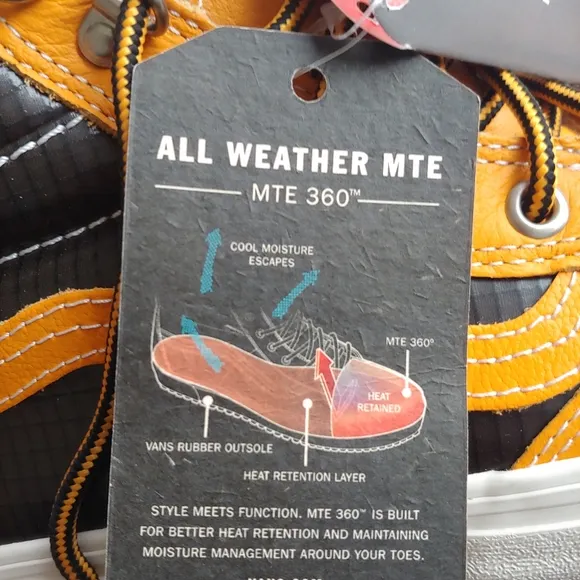 ALL WEATHER MTE
MTE 360™
COOL MOISTURE
ESCAPES
MTE 360°
HEAT
RETAINED
VANS RUBBER OUTSOLE
HEAT RETENTION LAYER
STYLE MEETS FUNCTION. MTE 360™ IS BUILT
FOR BETTER HEAT RETENTION AND MAINTAINING
MOISTURE MANAGEMENT AROUND YOUR TOES.